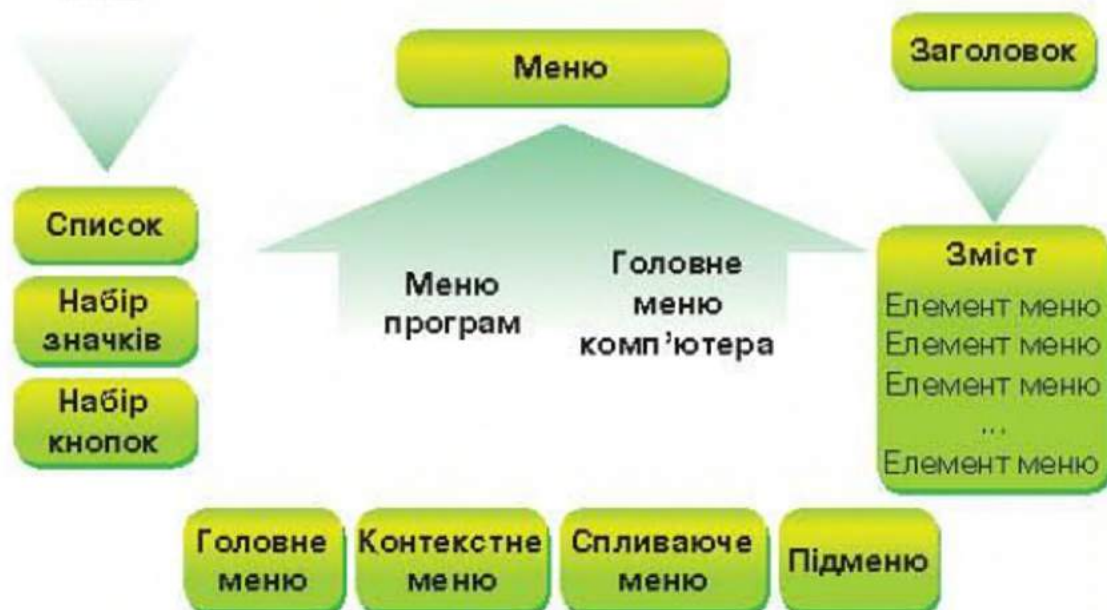 Меню
Заголовок
Список
Набір
значків
Набір
кнопок
Меню
програм
Головне
меню
комп’ютера
Зміст
Елемент меню
Елемент меню
Елемент меню
...
Елемент меню
Головне
меню
Контекстне
меню
Спливаюче
меню
Підменю